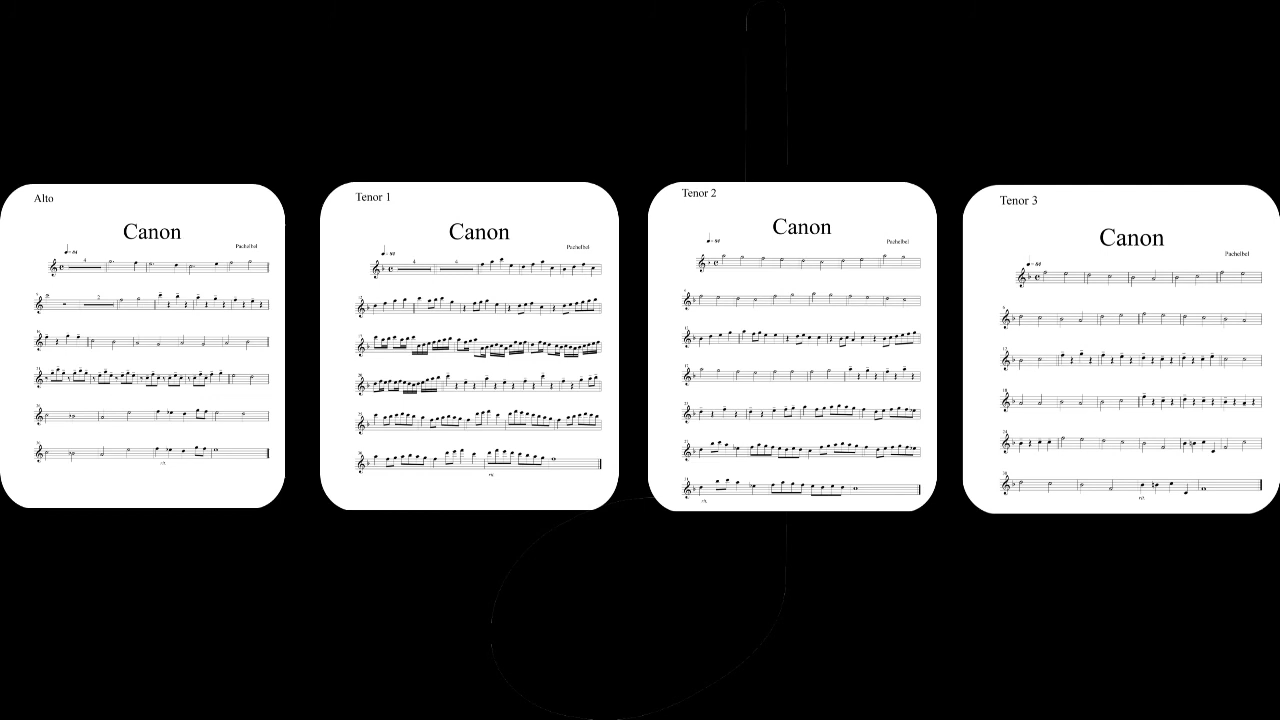 Alto
Canon
Pachelbel
Tenor 1
Canon
Pachelbel
Tenor 2
Canon
Pachelbel
Tenor 3
Canon
Pachelbel